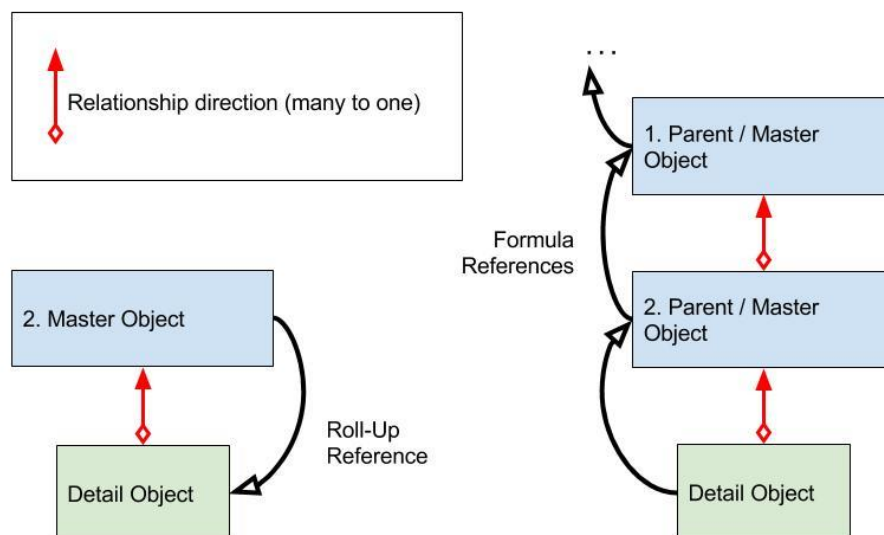 Relationship direction (many to one)
...
1. Parent / Master
Object
Formula
References
2. Master Object
2. Parent / Master
Object
Roll-Up
Reference
Detail Object
Detail Object